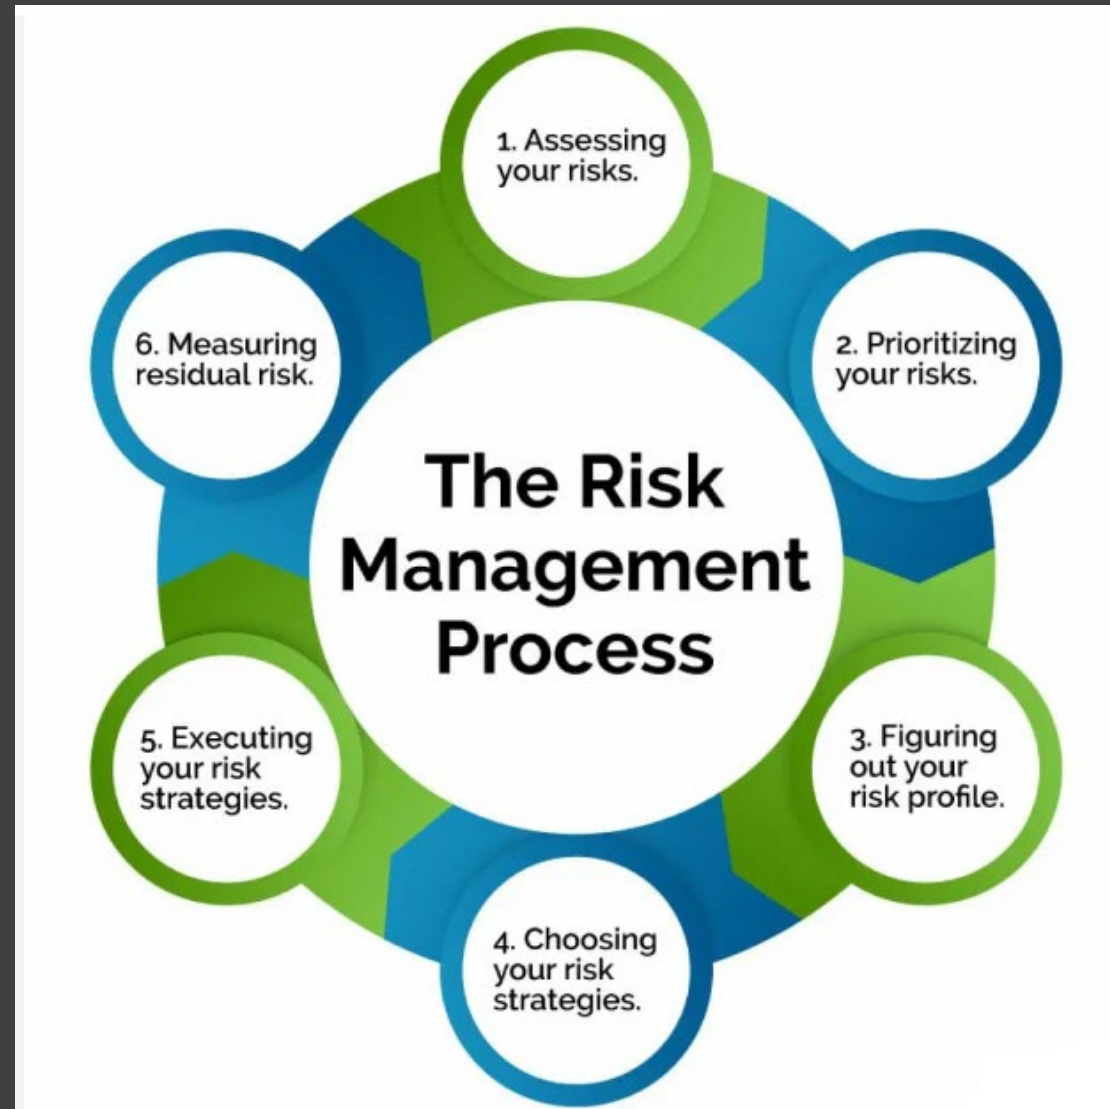 The Risk
Management
Process
1. Assessing
your risks.
2. Prioritizing
your risks.
3. Figuring
out your
risk profile.
4. Choosing
your risk
strategies.
5. Executing
your risk
strategies.
6. Measuring
residual risk.